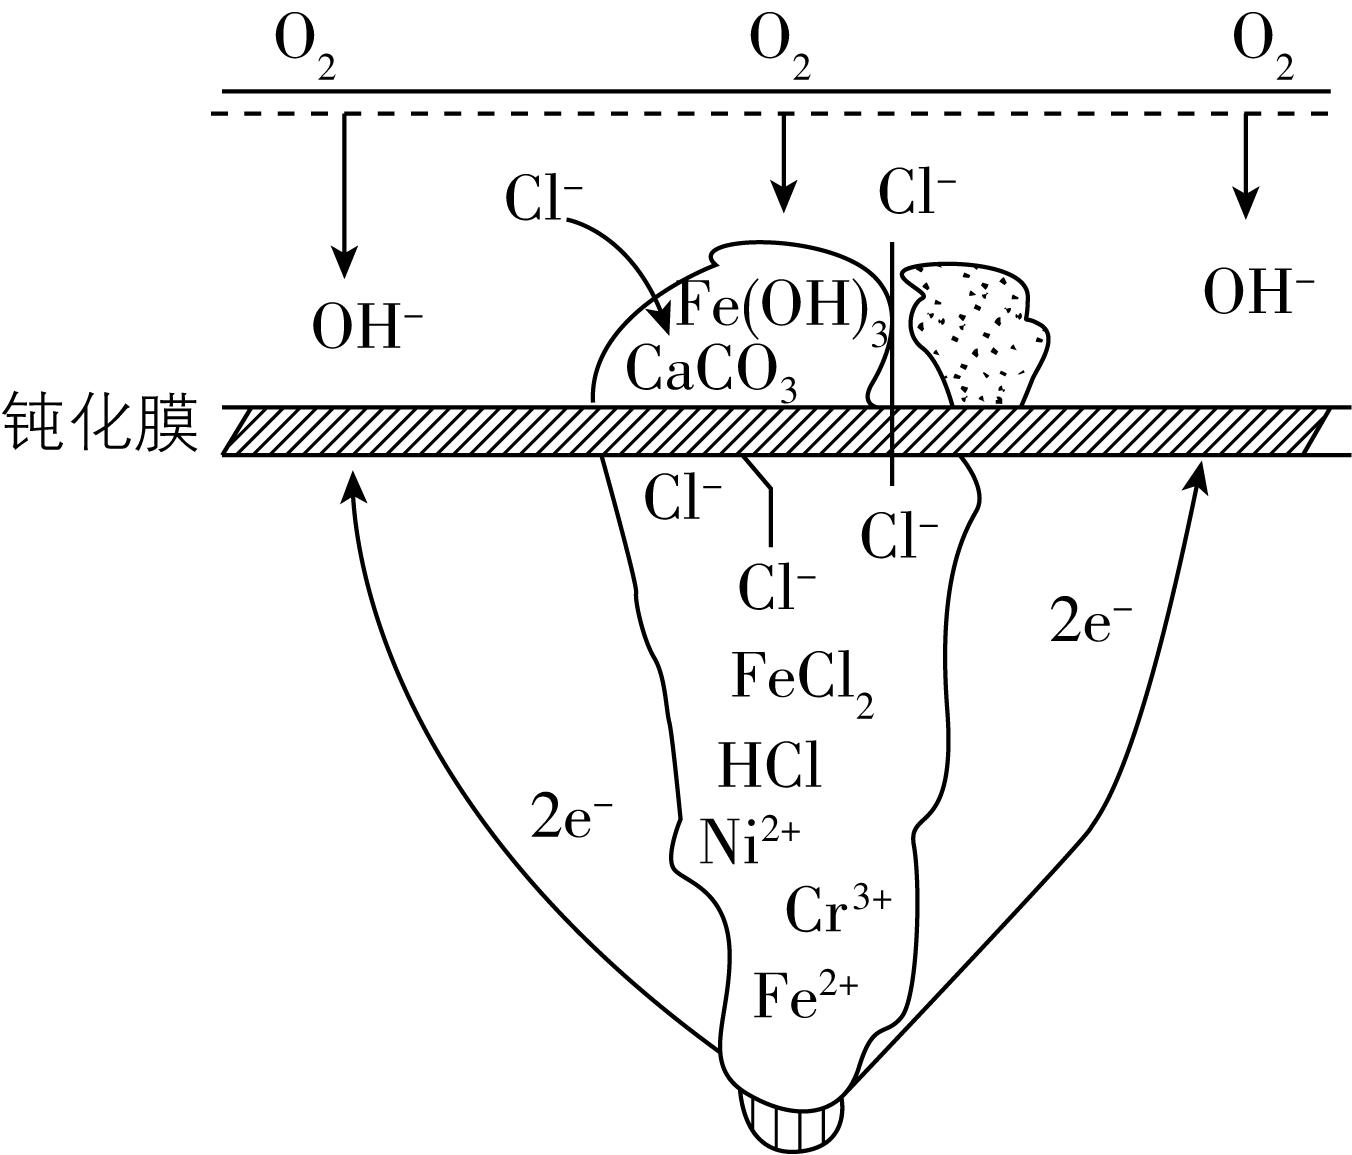 O₂ O₂ O₂
Cl⁻ Cl⁻
OH⁻ Fe(OH)₃ OH⁻
CaCO₃
钝化膜
Cl⁻ Cl⁻
Cl⁻
2e⁻
FeCl₂
HCl
2e⁻ Ni²⁺
Cr³⁺
Fe²⁺